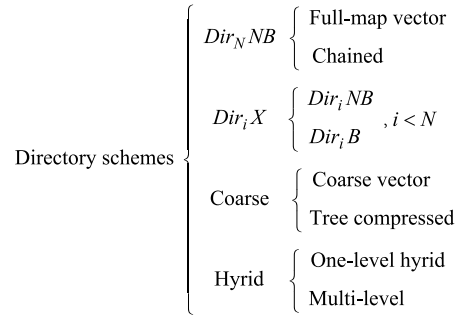 Full-map vector
Dir_N NB
Chained
Dir_i NB
Dir_i X
, i < N
Dir_i B
Directory schemes
Coarse vector
Coarse
Tree compressed
One-level hyrid
Hyrid
Multi-level